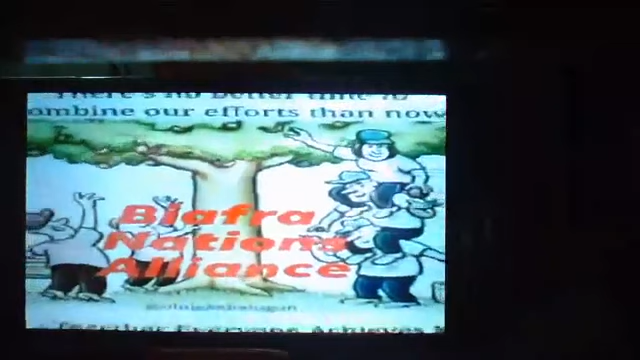 There's no better time to
combine our efforts than now
Biafra
Nations
Alliance
Together Everyone Achieves